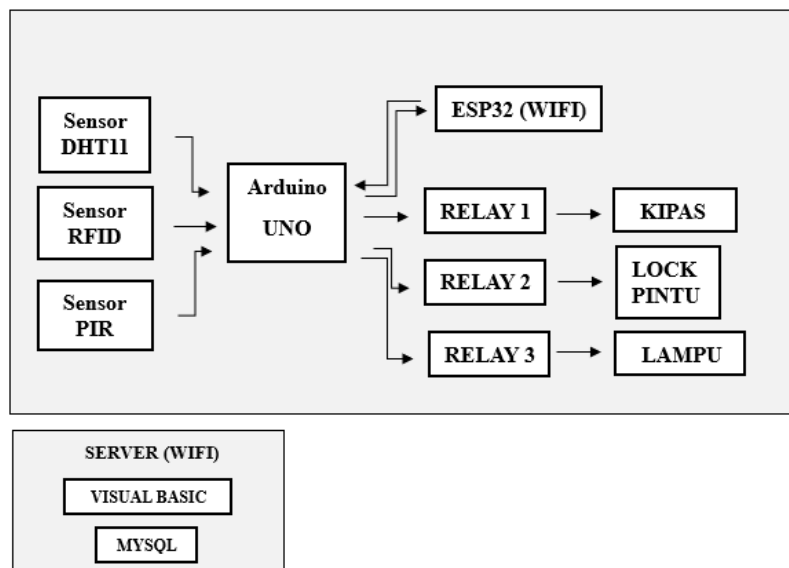 Sensor
DHT11
Sensor
RFID
Sensor
PIR
Arduino
UNO
ESP32 (WIFI)
RELAY 1
KIPAS
RELAY 2
LOCK
PINTU
RELAY 3
LAMPU
SERVER (WIFI)
VISUAL BASIC
MYSQL